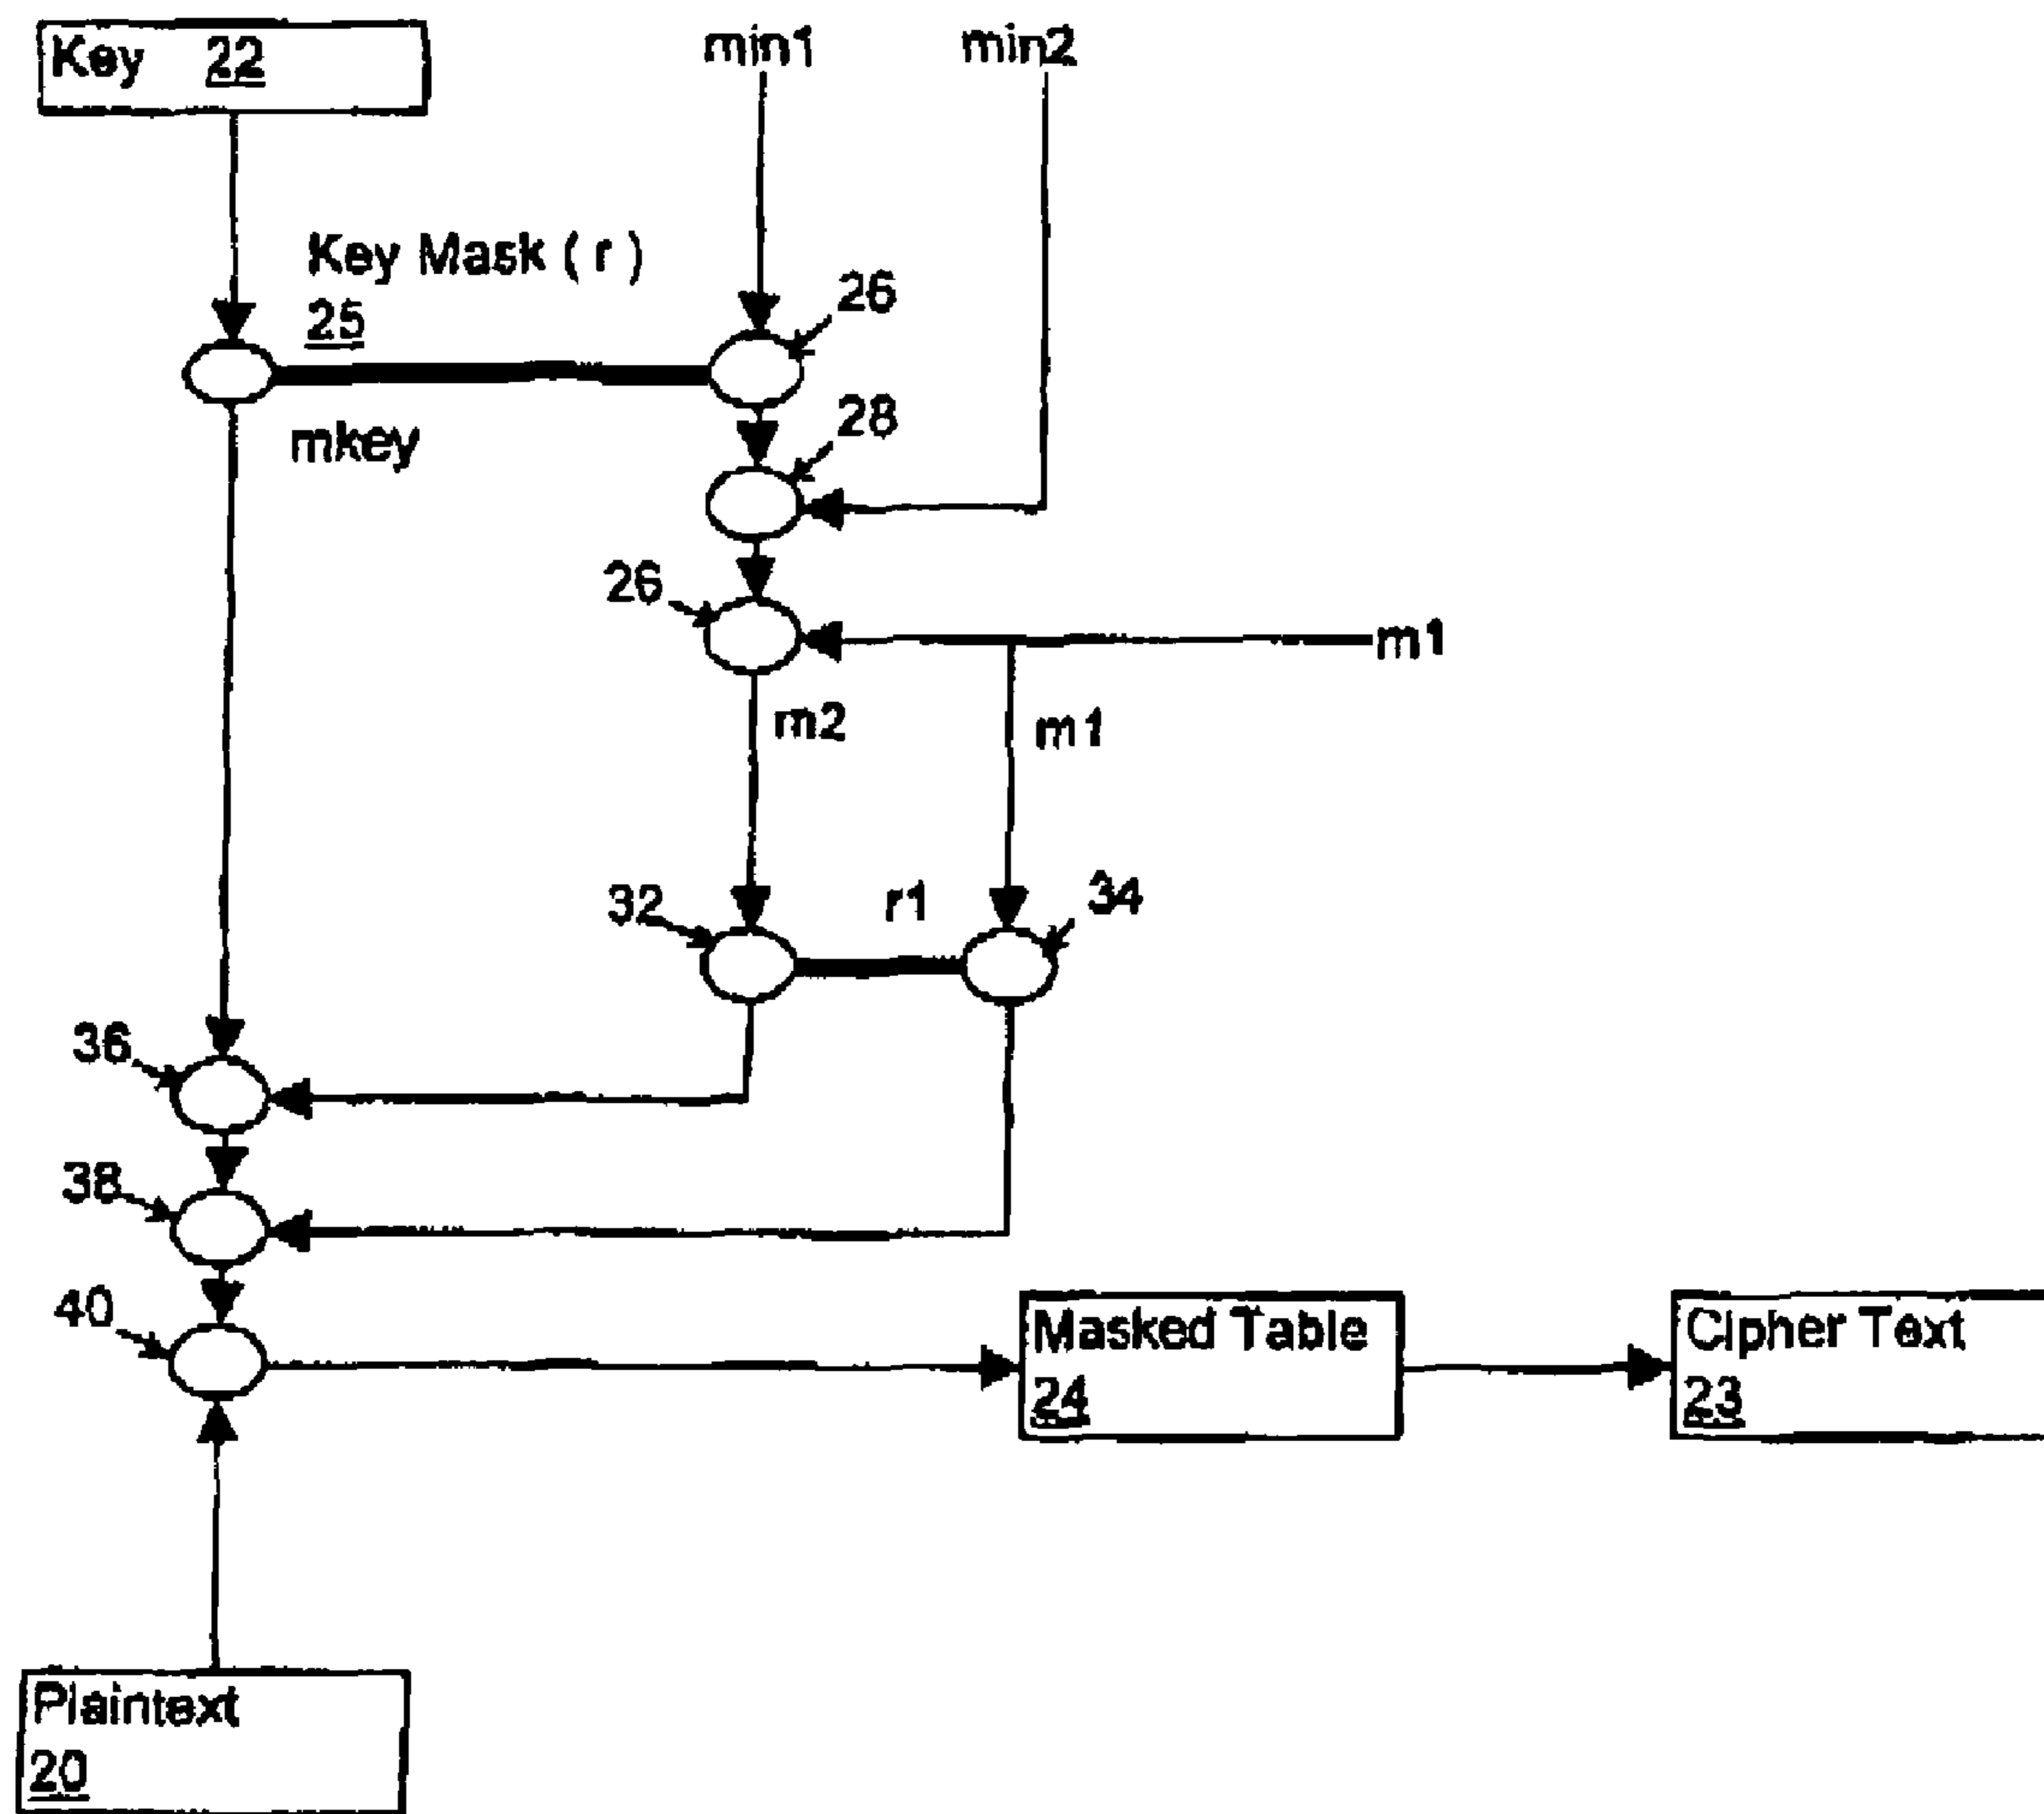 Key 22
min1
min2
Key Mask ( r )
25
26
mkey
28
26
m1
m2
m1
32
r1
34
36
38
40
Masked Table
24
Cipher Text
23
Plaintext
20